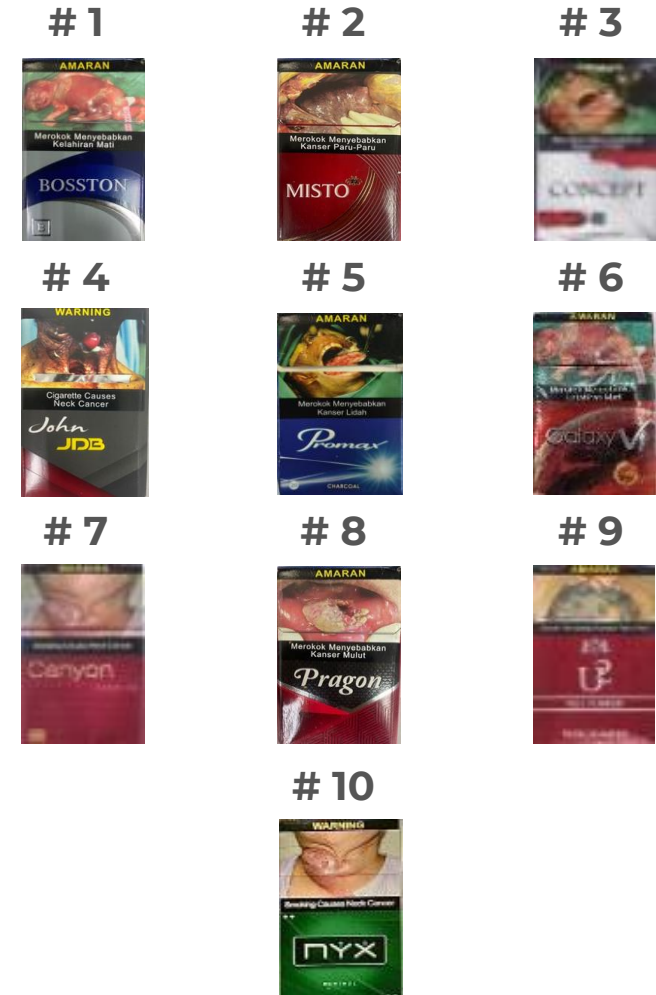 # 1
# 2
# 3
AMARAN
Merokok Menyebabkan
Kelahiran Mati
BOSSTON
B
AMARAN
Merokok Menyebabkan
Kanser Paru-Paru
MISTO
CONCEPT
# 4
# 5
# 6
WARNING
Cigarette Causes
Neck Cancer
John
JDB
AMARAN
Merokok Menyebabkan
Kanser Lidah
Promax
CHARCOAL
AMARAN
Galaxy V
# 7
# 8
# 9
Canyon
AMARAN
Merokok Menyebabkan
Kanser Mulut
Pragon
AMARAN
U2
# 10
WARNING
Smoking Causes Neck Cancer
NYX
MENTHOL